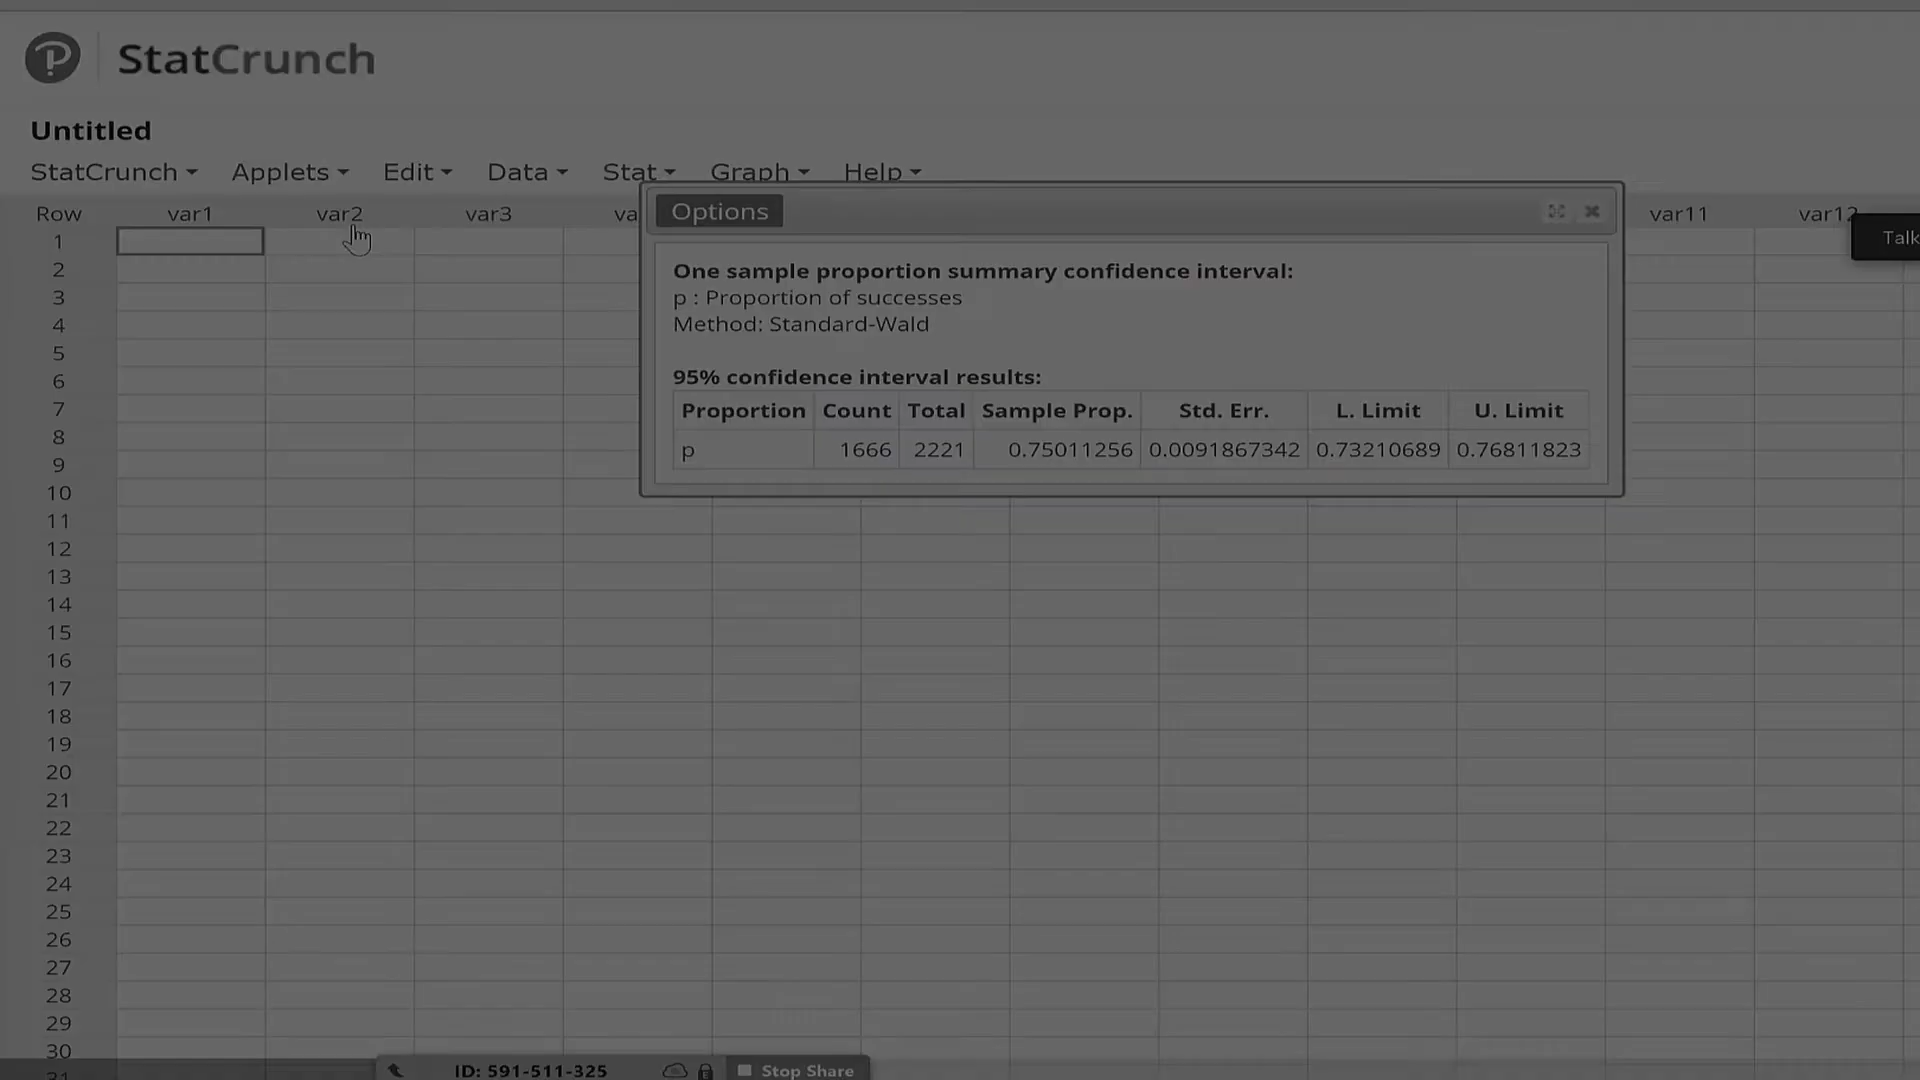 StatCrunch
Untitled
StatCrunch Applets Edit Data Stat Graph Help
Row var1 var2 var3 va var11 var12
Options
Talk
One sample proportion summary confidence interval:
p : Proportion of successes
Method: Standard-Wald
95% confidence interval results:
Proportion Count Total Sample Prop. Std. Err. L. Limit U. Limit
p 1666 2221 0.75011256 0.0091867342 0.73210689 0.76811823
1
2
3
4
5
6
7
8
9
10
11
12
13
14
15
16
17
18
19
20
21
22
23
24
25
26
27
28
29
30
31
ID: 591-511-325 Stop Share